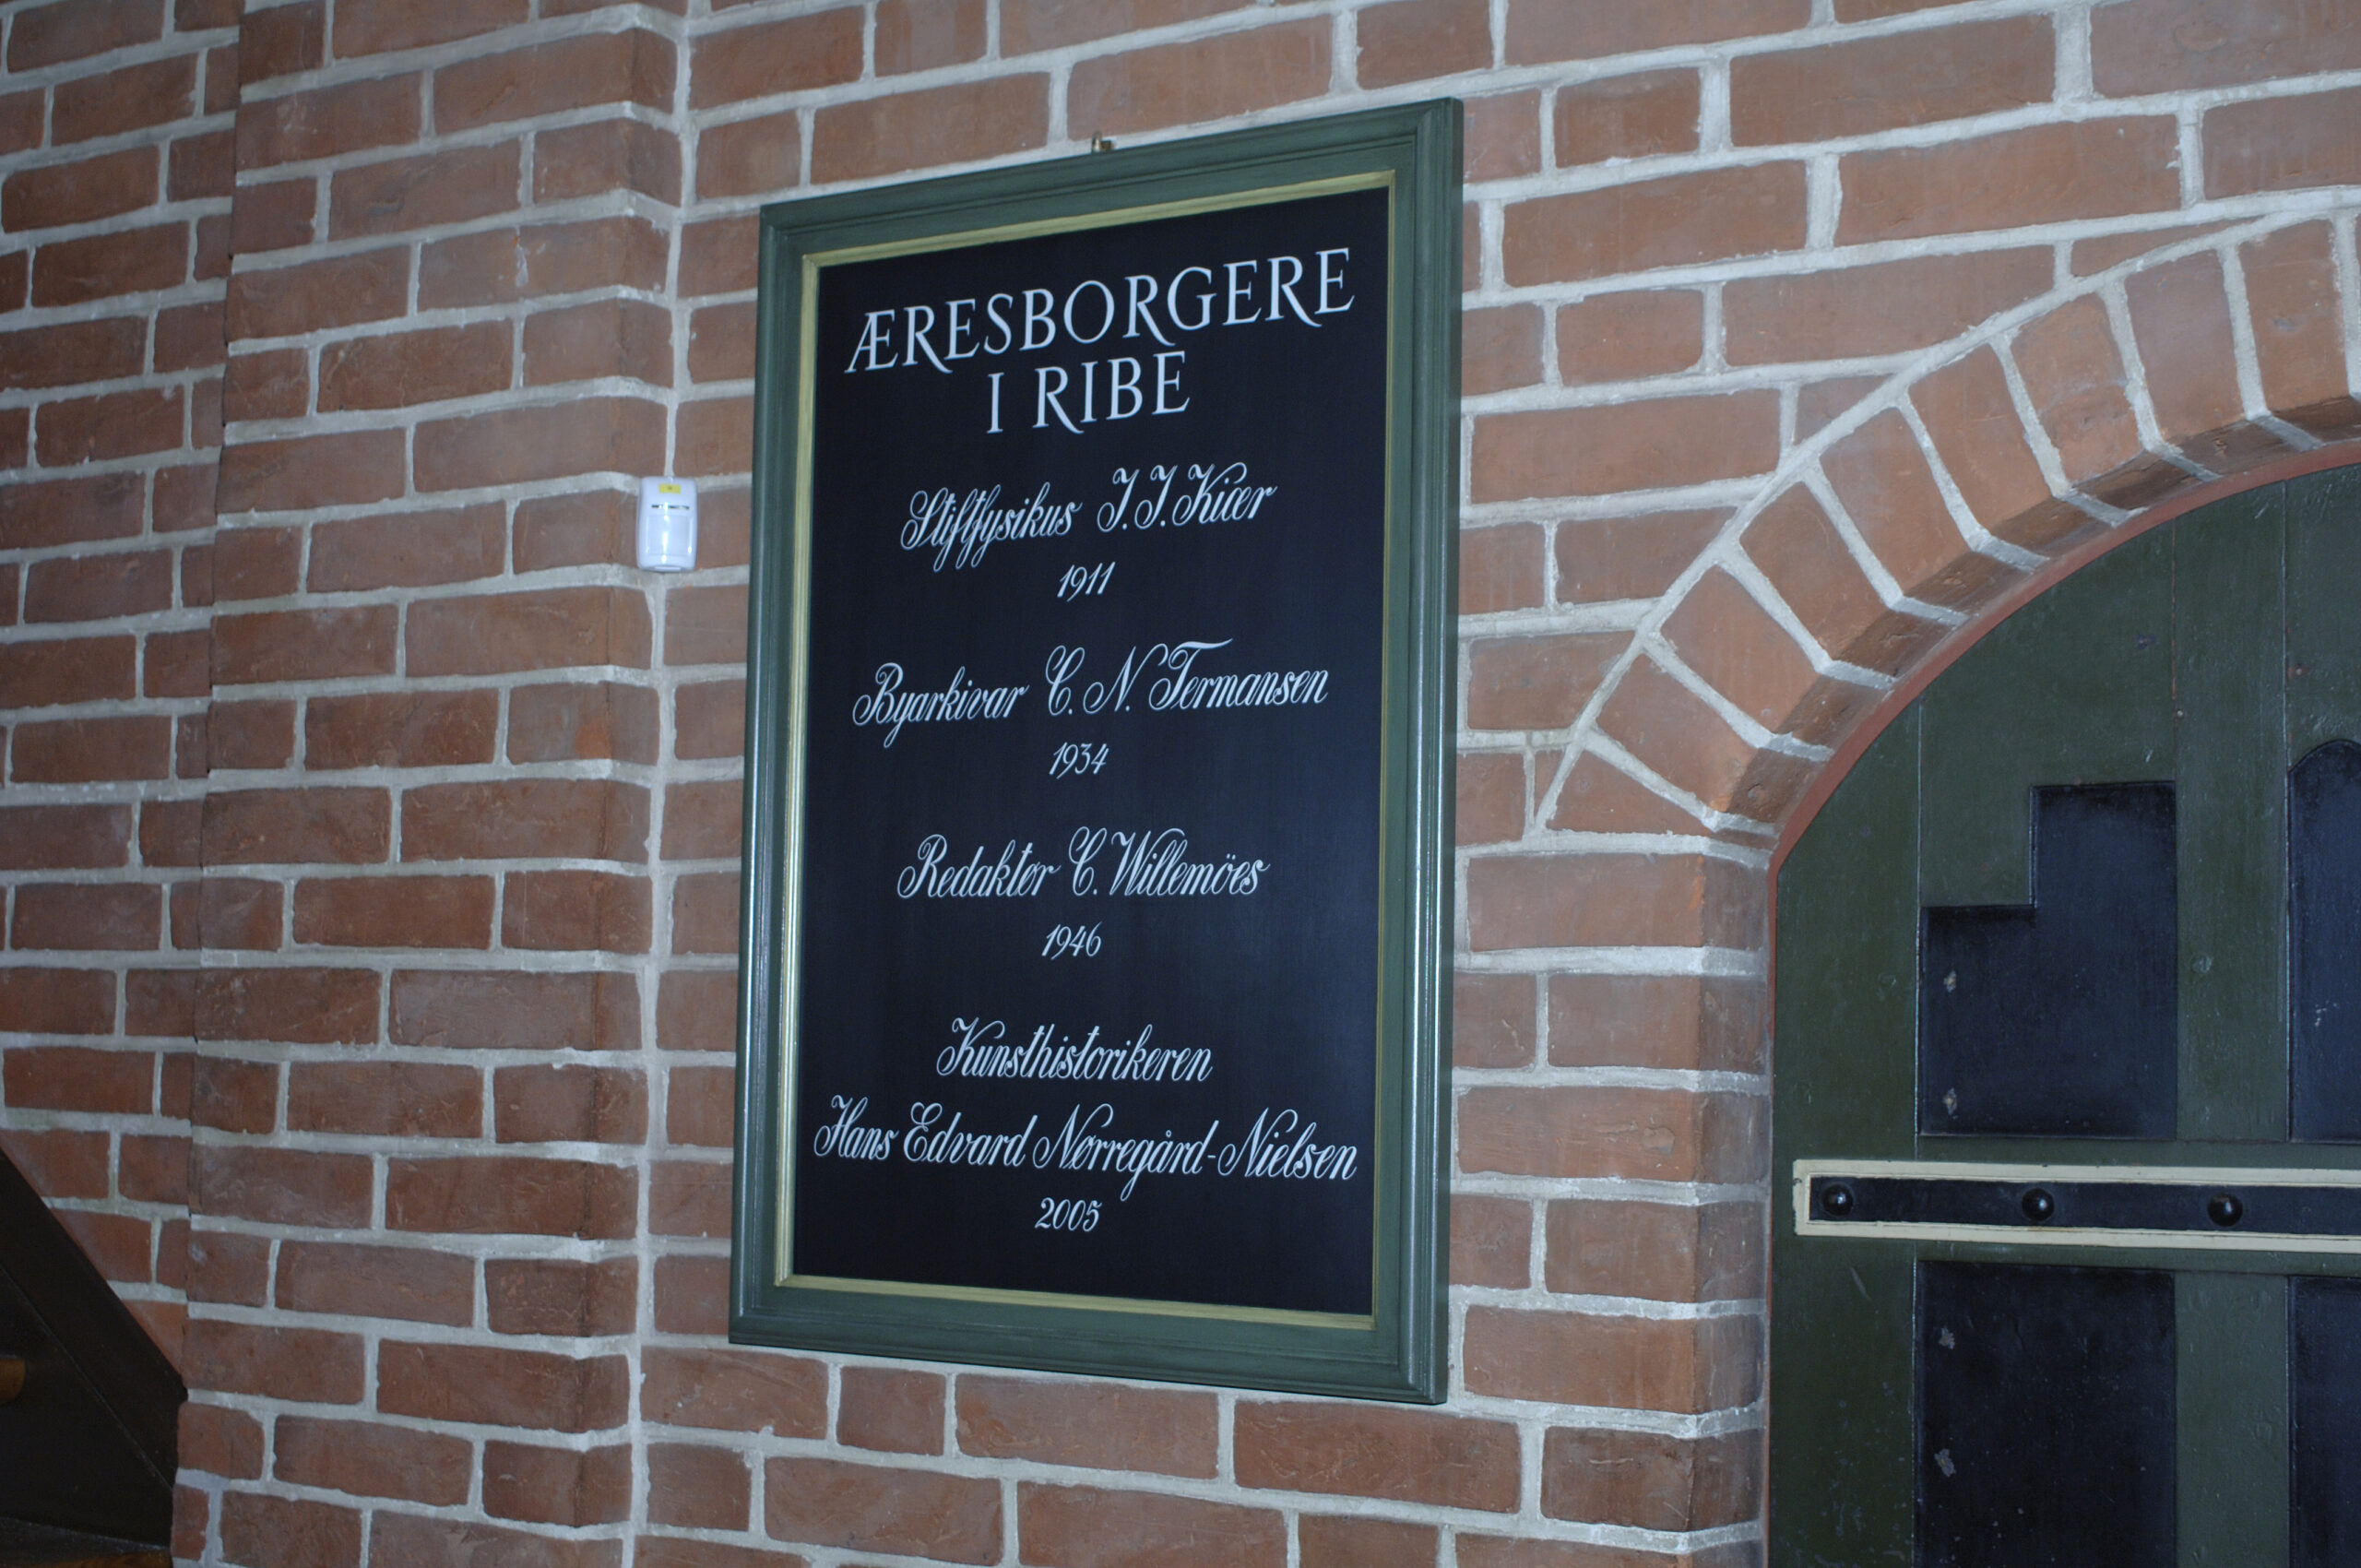 ÆRESBORGERE
I RIBE
Stiftfysikus J. J. Kiær
1911
Byarkivar C. N. Termansen
1934
Redaktør C. Willemöes
1946
Kunsthistorikeren
Hans Edvard Nørregård-Nielsen
2005